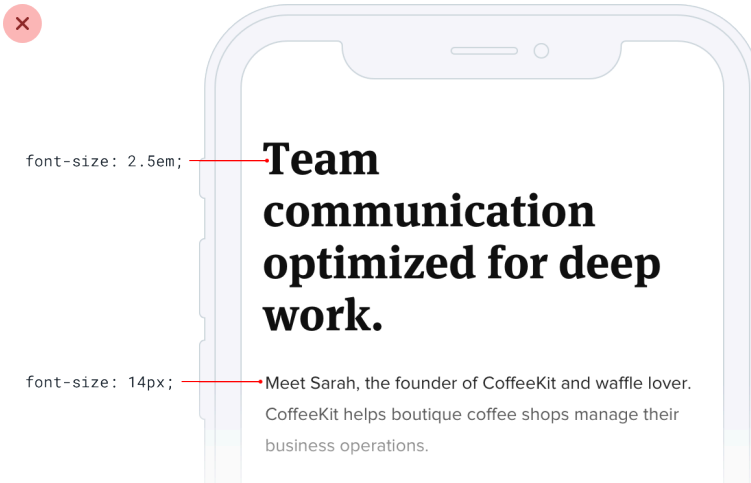 font-size: 2.5em;
Team
communication
optimized for deep
work.
font-size: 14px;
Meet Sarah, the founder of CoffeeKit and waffle lover.
CoffeeKit helps boutique coffee shops manage their
business operations.